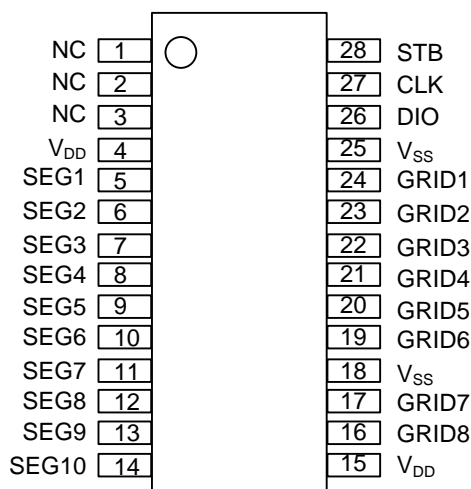 NC 1 28 STB
NC 2 27 CLK
NC 3 26 DIO
VDD 4 25 VSS
SEG1 5 24 GRID1
SEG2 6 23 GRID2
SEG3 7 22 GRID3
SEG4 8 21 GRID4
SEG5 9 20 GRID5
SEG6 10 19 GRID6
SEG7 11 18 VSS
SEG8 12 17 GRID7
SEG9 13 16 GRID8
SEG10 14 15 VDD